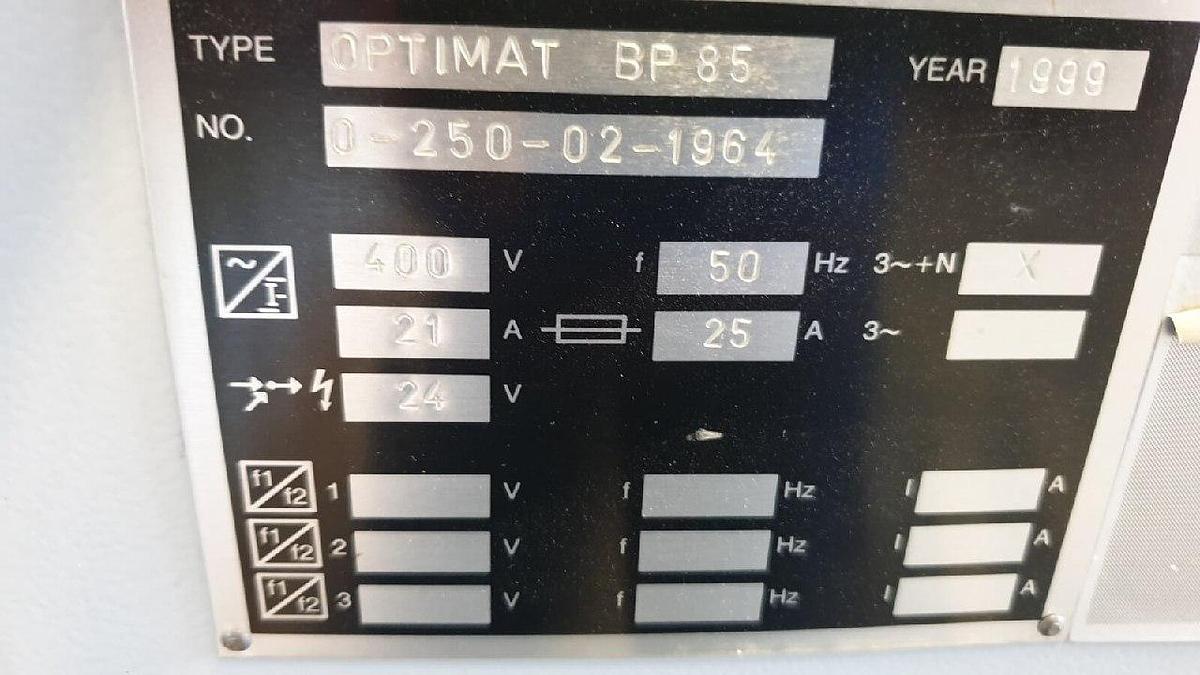 TYPE OPTIMAT BP 85 YEAR 1999
NO. 0-250-02-1964
400 V f 50 Hz 3~+N X
21 A 25 A 3~
24 V
f1/f2 1 V f Hz I A
f1/f2 2 V f Hz I A
f1/f2 3 V f Hz I A